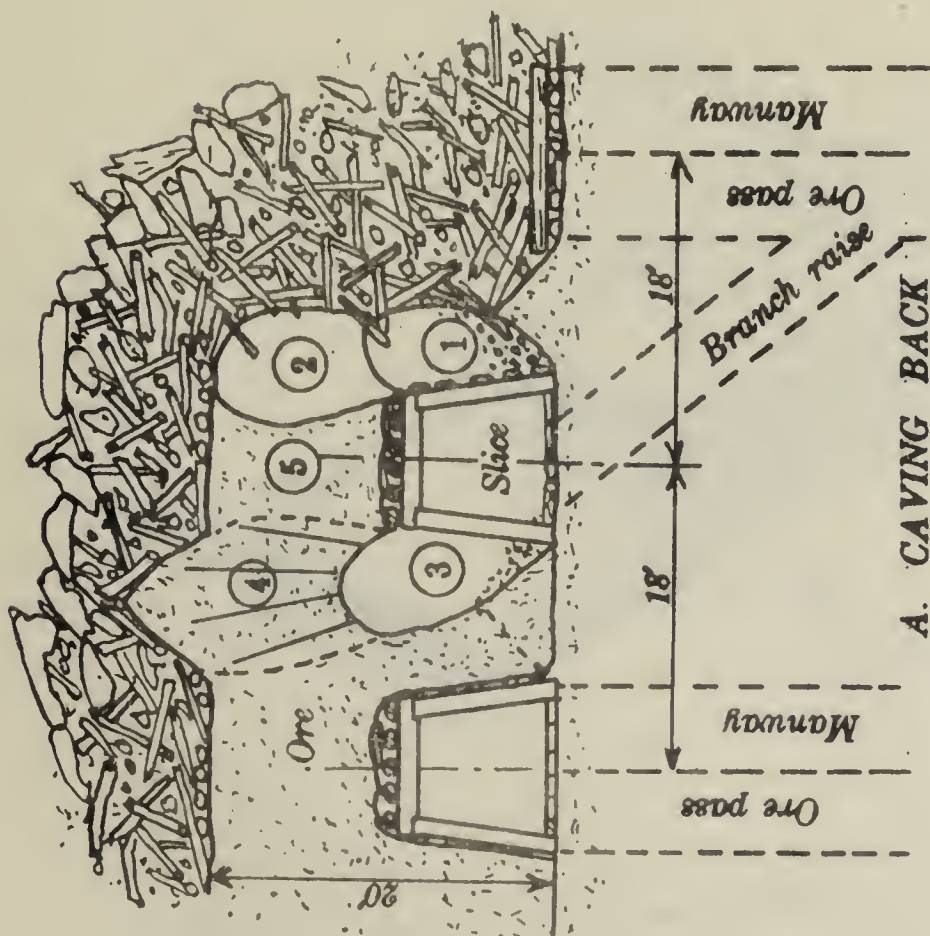 2
1
5
4
3
Slice
Ore
20'
18'
18'
Manway
Ore pass
Branch raise
Manway
Ore pass
A. CAVING BACK